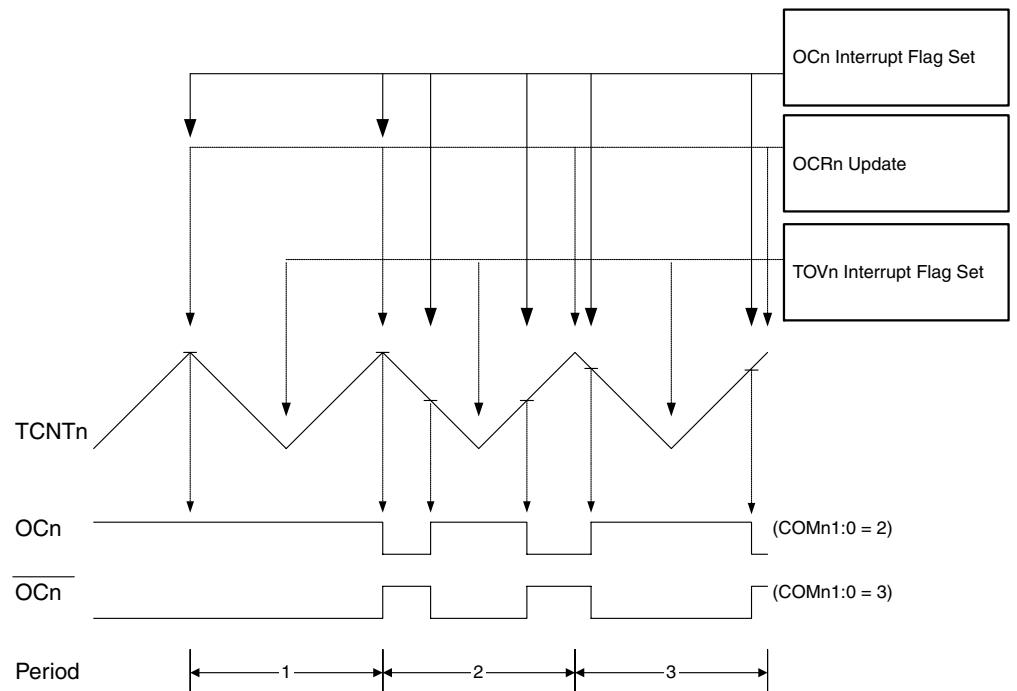 OCn Interrupt Flag Set
OCRn Update
TOVn Interrupt Flag Set
TCNTn
OCn
(COMn1:0 = 2)
OCn
(COMn1:0 = 3)
Period
1
2
3